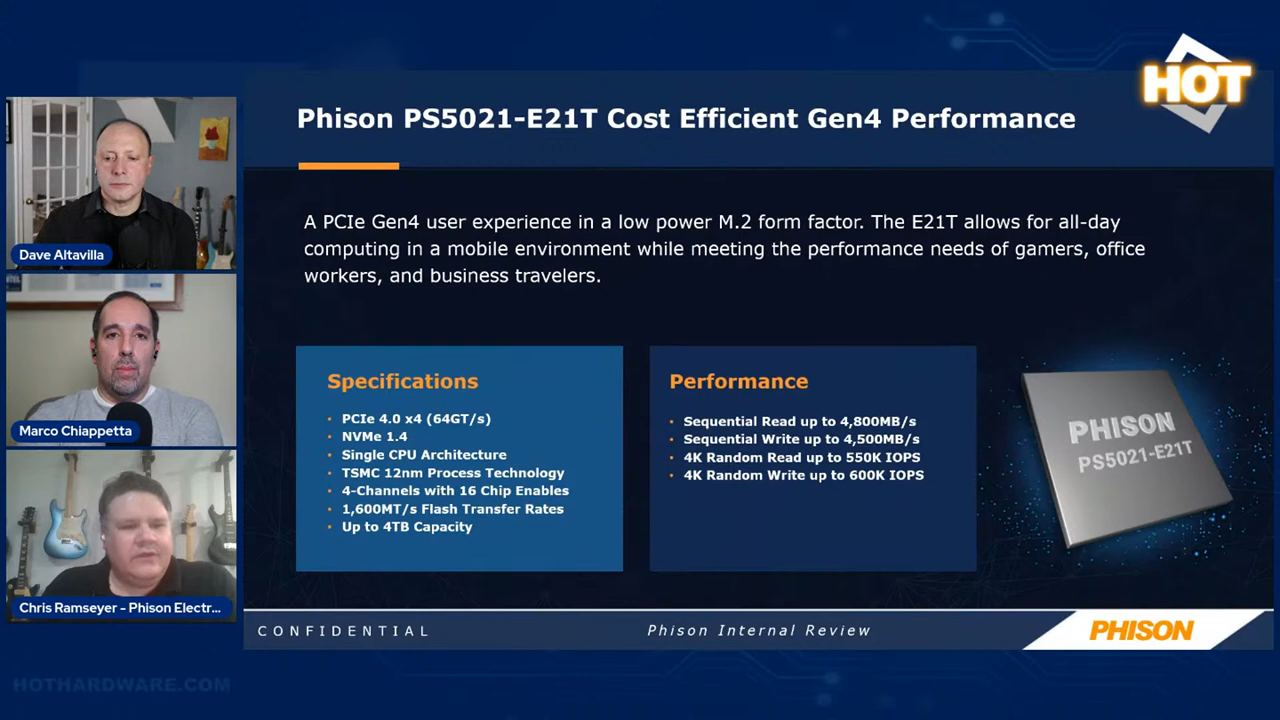 HOT
Phison PS5021-E21T Cost Efficient Gen4 Performance
Dave Altavilla
Marco Chiappetta
Chris Ramseyer - Phison Electr...
A PCIe Gen4 user experience in a low power M.2 form factor. The E21T allows for all-day
computing in a mobile environment while meeting the performance needs of gamers, office
workers, and business travelers.
Specifications
• PCIe 4.0 x4 (64GT/s)
• NVMe 1.4
• Single CPU Architecture
• TSMC 12nm Process Technology
• 4-Channels with 16 Chip Enables
• 1,600MT/s Flash Transfer Rates
• Up to 4TB Capacity
Performance
• Sequential Read up to 4,800MB/s
• Sequential Write up to 4,500MB/s
• 4K Random Read up to 550K IOPS
• 4K Random Write up to 600K IOPS
PHISON
PS5021-E21T
CONFIDENTIAL
Phison Internal Review
PHISON
HOTHARDWARE.COM